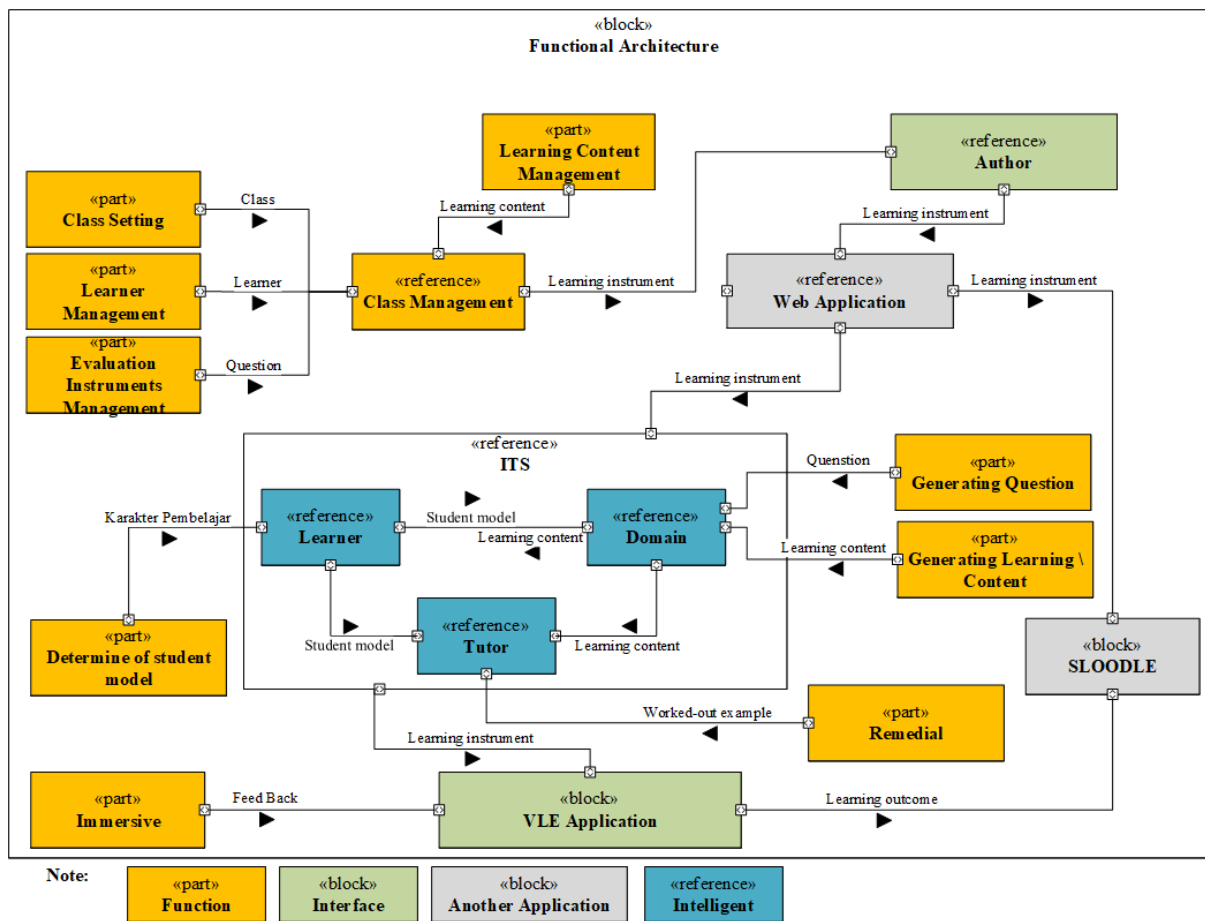 «block»
Functional Architecture
«part»
Learning Content
Management
«reference»
Author
«part»
Class Setting
Class
Learning content
Learning instrument
«part»
Learner
Management
Learner
«reference»
Class Management
Learning instrument
«reference»
Web Application
Learning instrument
«part»
Evaluation
Instruments
Management
Question
Learning instrument
«reference»
ITS
«part»
Generating Question
Quenstion
Karakter Pembelajar
«reference»
Learner
Student model
Learning content
«reference»
Domain
Learning content
«part»
Generating Learning \
Content
«part»
Determine of student
model
Student model
«reference»
Tutor
Learning content
«block»
SLOODLE
Worked-out example
«part»
Remedial
Learning instrument
«part»
Immersive
Feed Back
«block»
VLE Application
Learning outcome
Note:
«part»
Function
«block»
Interface
«block»
Another Application
«reference»
Intelligent